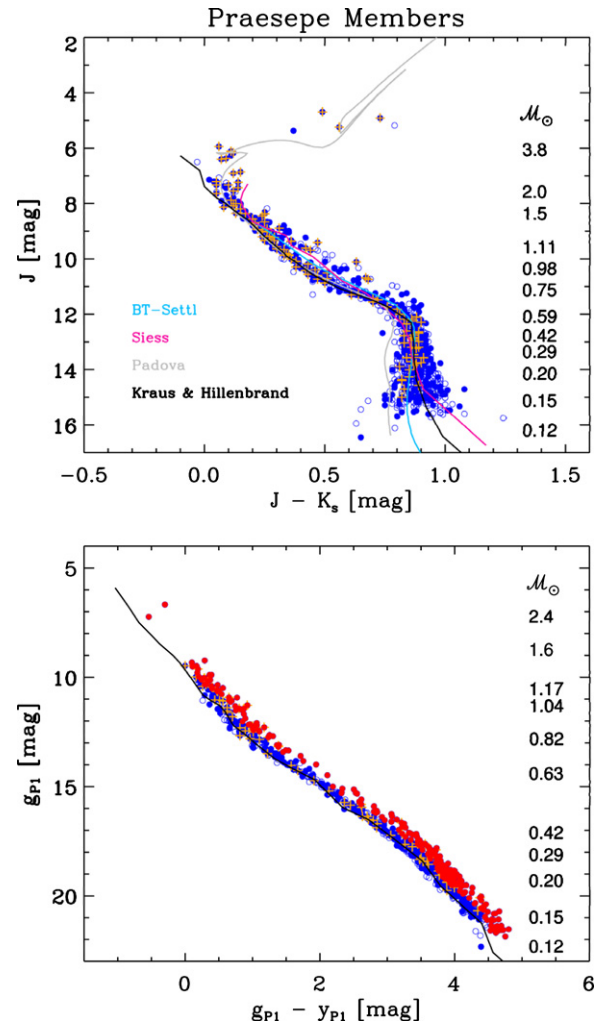 Praesepe Members
2
4
6
8
10
12
14
16
J [mag]
M⊙
3.8
2.0
1.5
1.11
0.98
0.75
0.59
0.42
0.29
0.20
0.15
0.12
BT-Settl
Siess
Padova
Kraus & Hillenbrand
-0.5 0.0 0.5 1.0 1.5
J - Ks [mag]
5
10
15
20
gP1 [mag]
M⊙
2.4
1.6
1.17
1.04
0.82
0.63
0.42
0.29
0.20
0.15
0.12
0 2 4 6
gP1 - yP1 [mag]